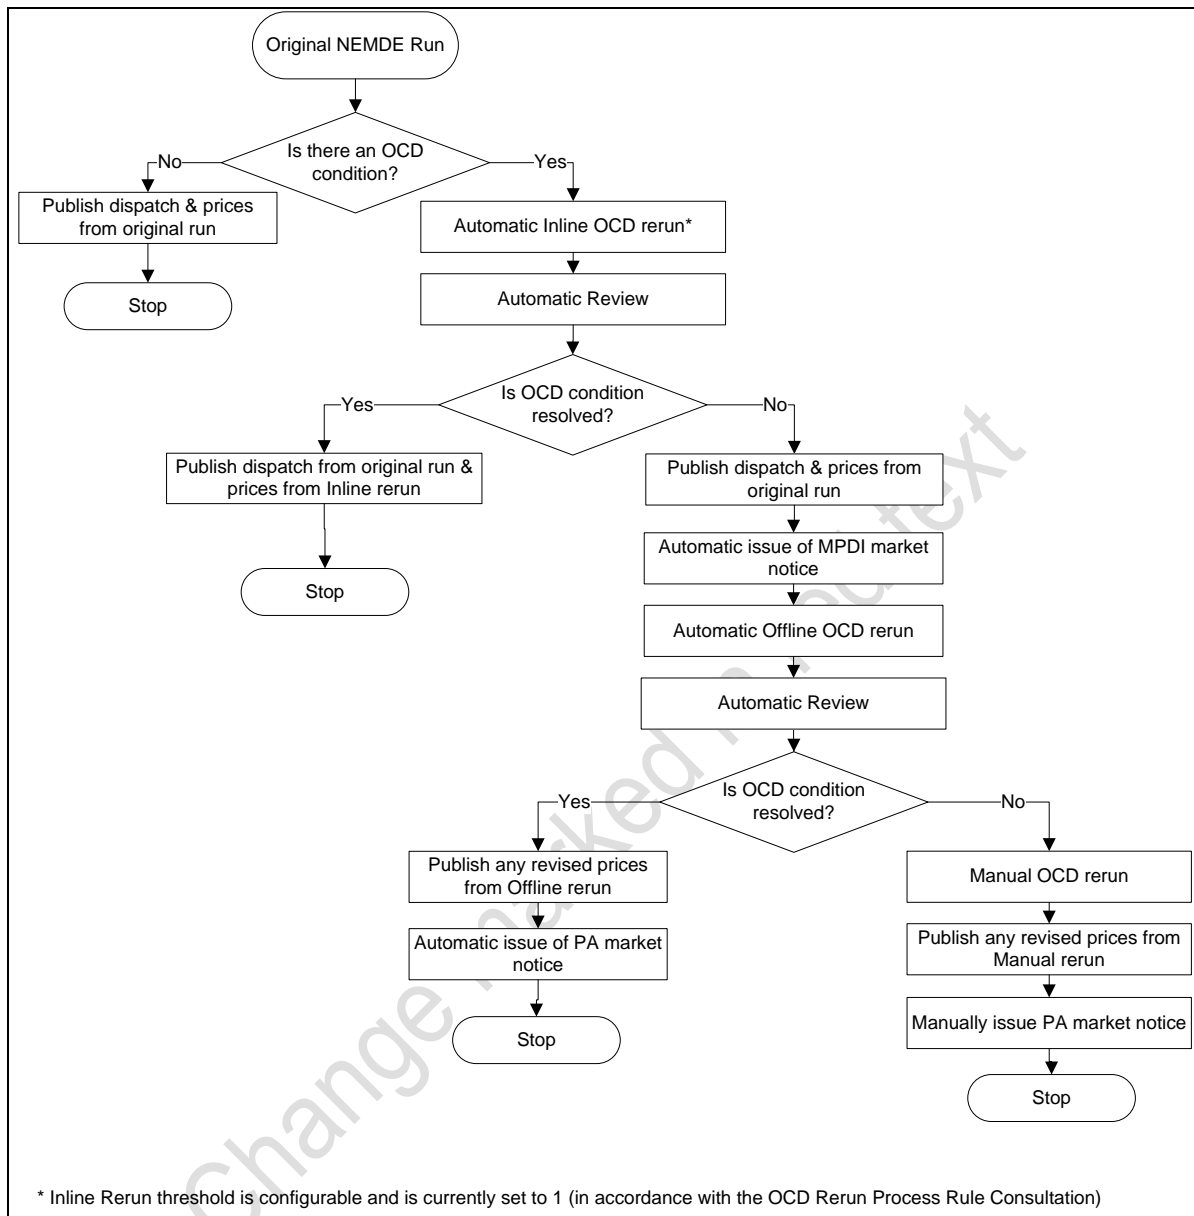 Original NEMDE Run
Is there an OCD
condition?
No
Yes
Publish dispatch & prices
from original run
Automatic Inline OCD rerun*
Stop
Automatic Review
Is OCD condition
resolved?
Yes
No
Publish dispatch from original run &
prices from Inline rerun
Publish dispatch & prices from
original run
Stop
Automatic issue of MPDI market
notice
Automatic Offline OCD rerun
Automatic Review
Is OCD condition
resolved?
Yes
No
Publish any revised prices
from Offline rerun
Manual OCD rerun
Automatic issue of PA market
notice
Publish any revised prices from
Manual rerun
Stop
Manually issue PA market notice
Stop
* Inline Rerun threshold is configurable and is currently set to 1 (in accordance with the OCD Rerun Process Rule Consultation)
Change marked in red text